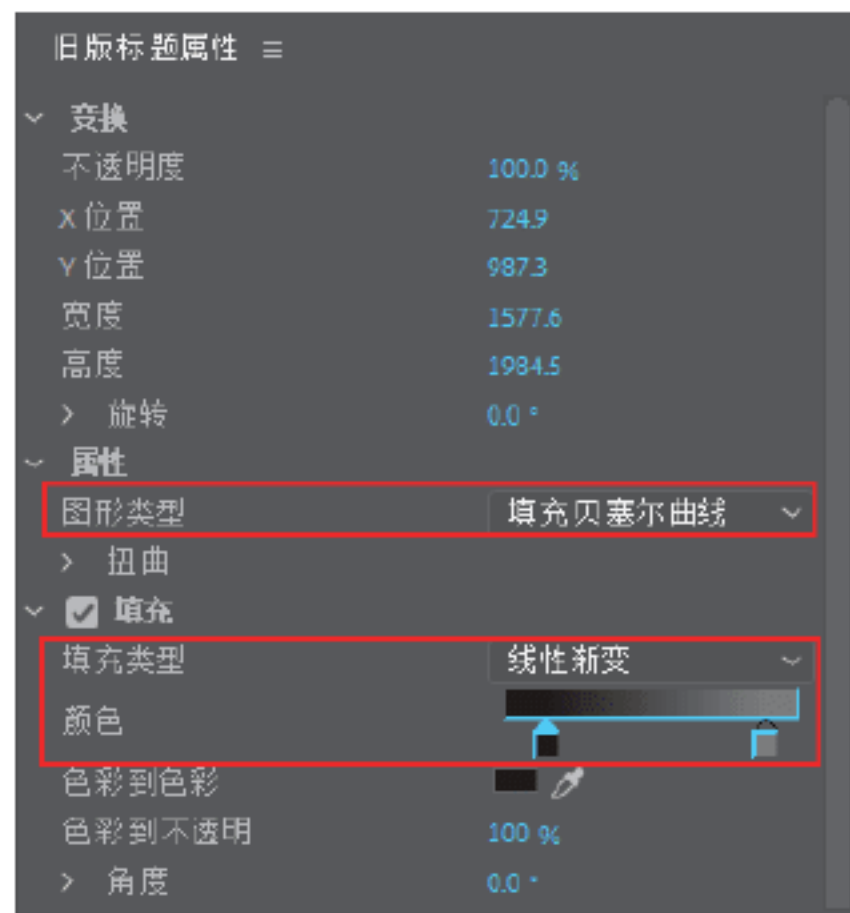 旧版标题属性
变换
不透明度 100.0 %
X 位置 724.9
Y 位置 987.3
宽度 1577.6
高度 1984.5
旋转 0.0 °
属性
图形类型 填充贝塞尔曲线
扭曲
填充
填充类型 线性渐变
颜色
色彩到色彩
色彩到不透明 100 %
角度 0.0 °